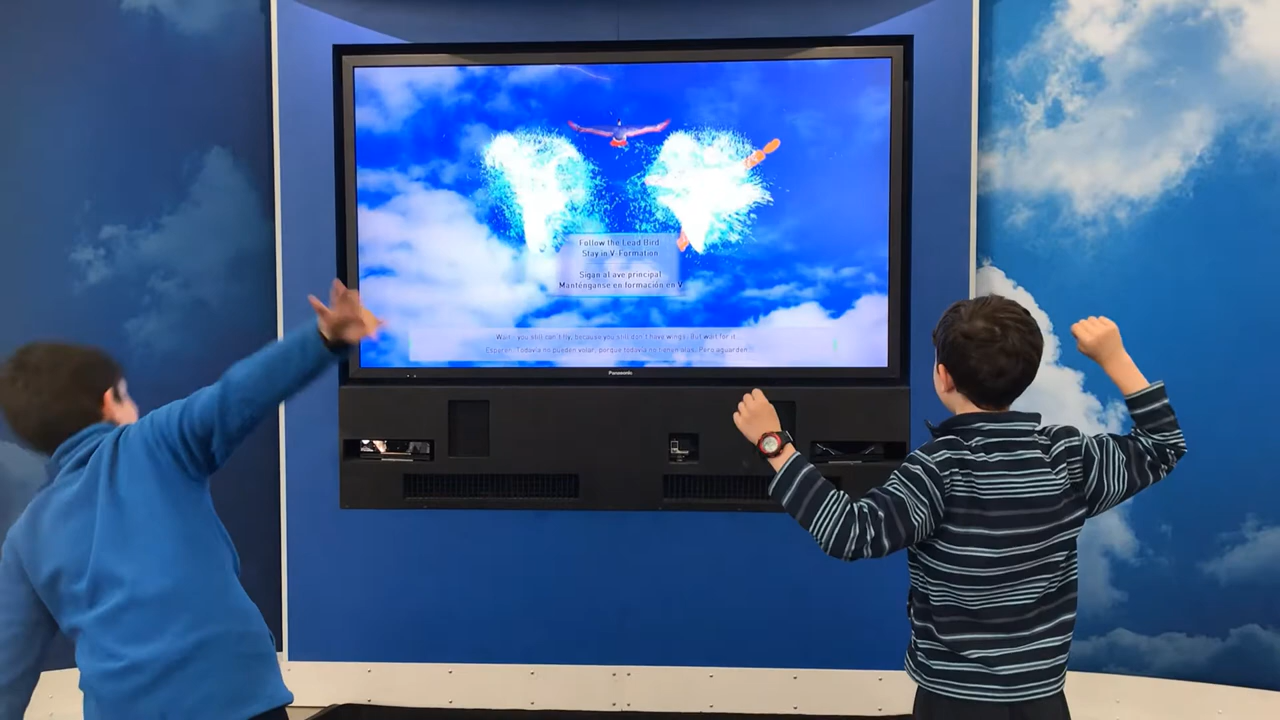 Follow the Lead Bird
Stay in V-Formation
Sigan al ave principal
Manténganse en formación en V
Wait - you still can't fly, because you still don't have wings. But wait for it...
Esperen. Todavía no pueden volar, porque todavía no tienen alas. Pero aguarden...
Panasonic